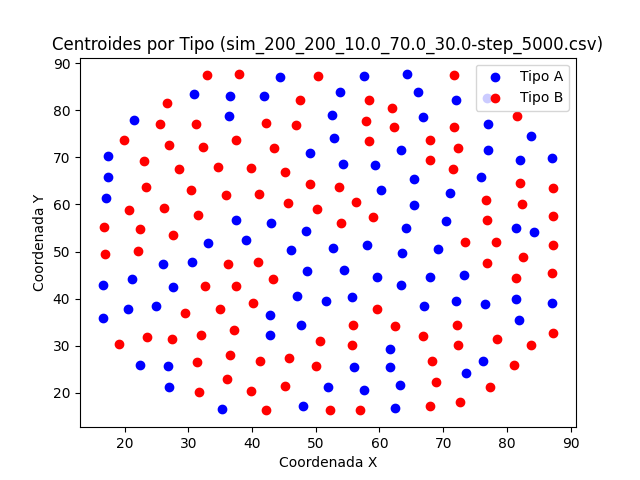 Centroides por Tipo (sim_200_200_10.0_70.0_30.0-step_5000.csv)
Tipo A
Tipo B
90
80
70
60
50
40
30
20
Coordenada Y
20 30 40 50 60 70 80 90
Coordenada X